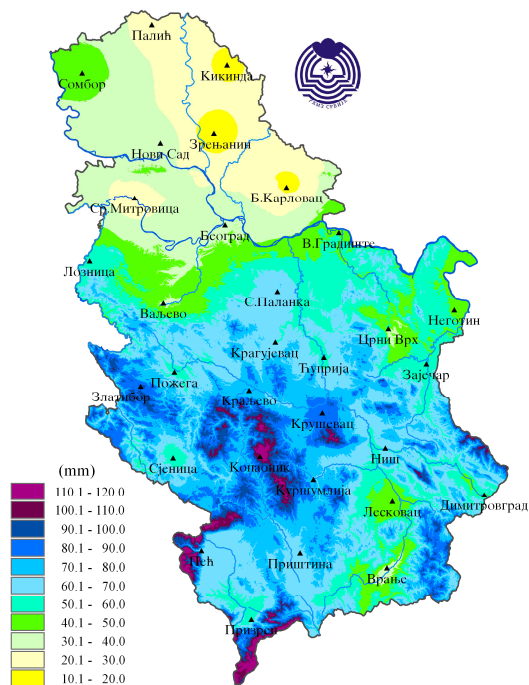 Палић
Кикинда
Сомбор
РХМЗ СРБИЈЕ
Зрењанин
Нови Сад
Б.Карловац
Ср.Митровица
Београд
В.Градиште
Лозница
С.Паланка
Ваљево
Неготин
Црни Врх
Крагујевац
Ћуприја
Зајечар
Пожега
Златибор
Краљево
Крушевац
Ниш
Сјеница
Копаоник
(mm)
Куршумлија
110.1 - 120.0
Димитровград
100.1 - 110.0
Лесковац
90.1 - 100.0
80.1 - 90.0
Пећ
Приштина
70.1 - 80.0
Врање
60.1 - 70.0
50.1 - 60.0
40.1 - 50.0
Призрен
30.1 - 40.0
20.1 - 30.0
10.1 - 20.0